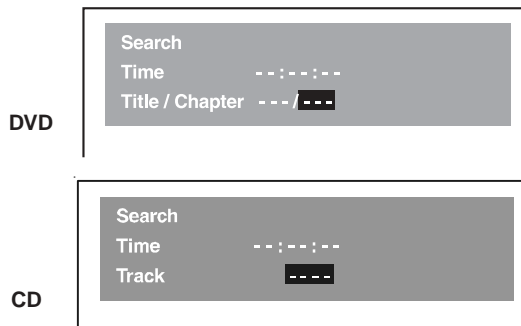 Search
Time --:--:--
Title / Chapter ---/---
DVD
Search
Time --:--:--
Track ----
CD